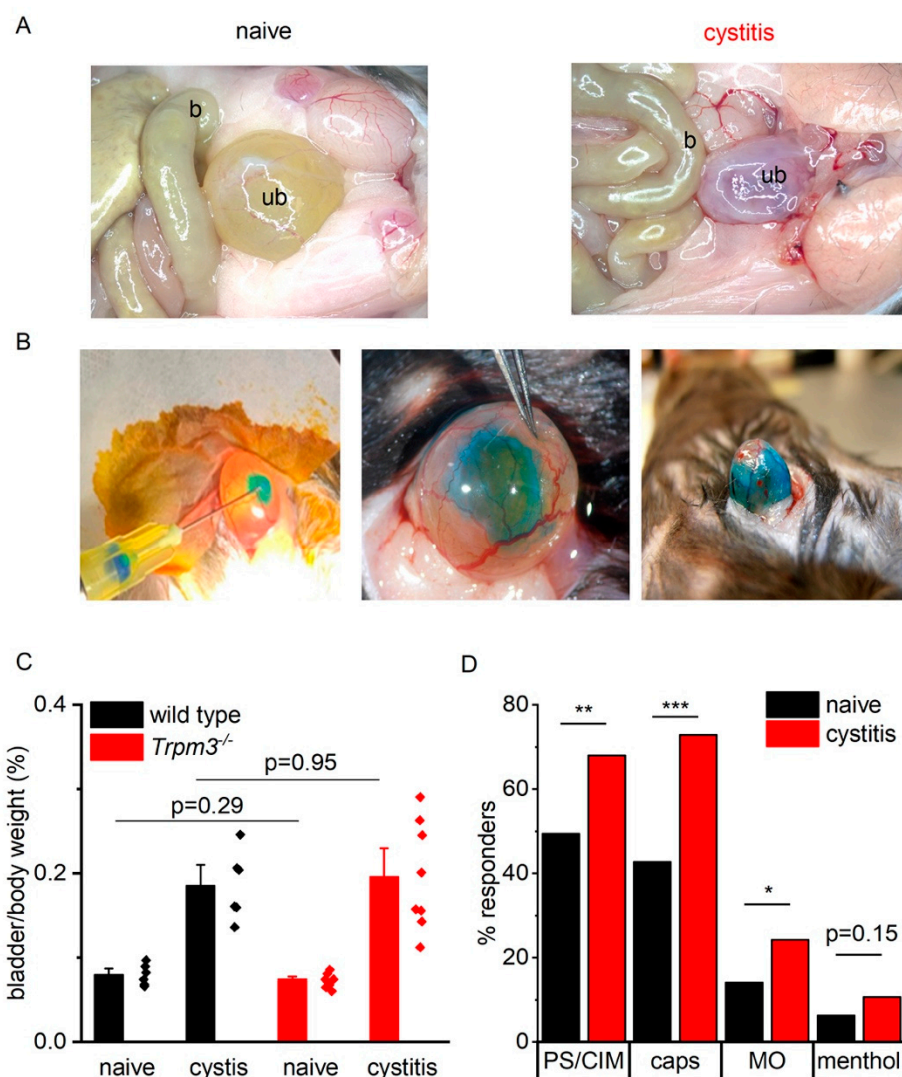 A
naive
cystitis
b
ub
b
ub
B
C
wild type
Trpm3-/-
p=0.95
p=0.29
0.4
0.2
0.0
bladder/body weight (%)
naive cystis naive cystitis
D
naive
cystitis
**
***
*
p=0.15
80
60
40
20
0
% responders
PS/CIM caps MO menthol